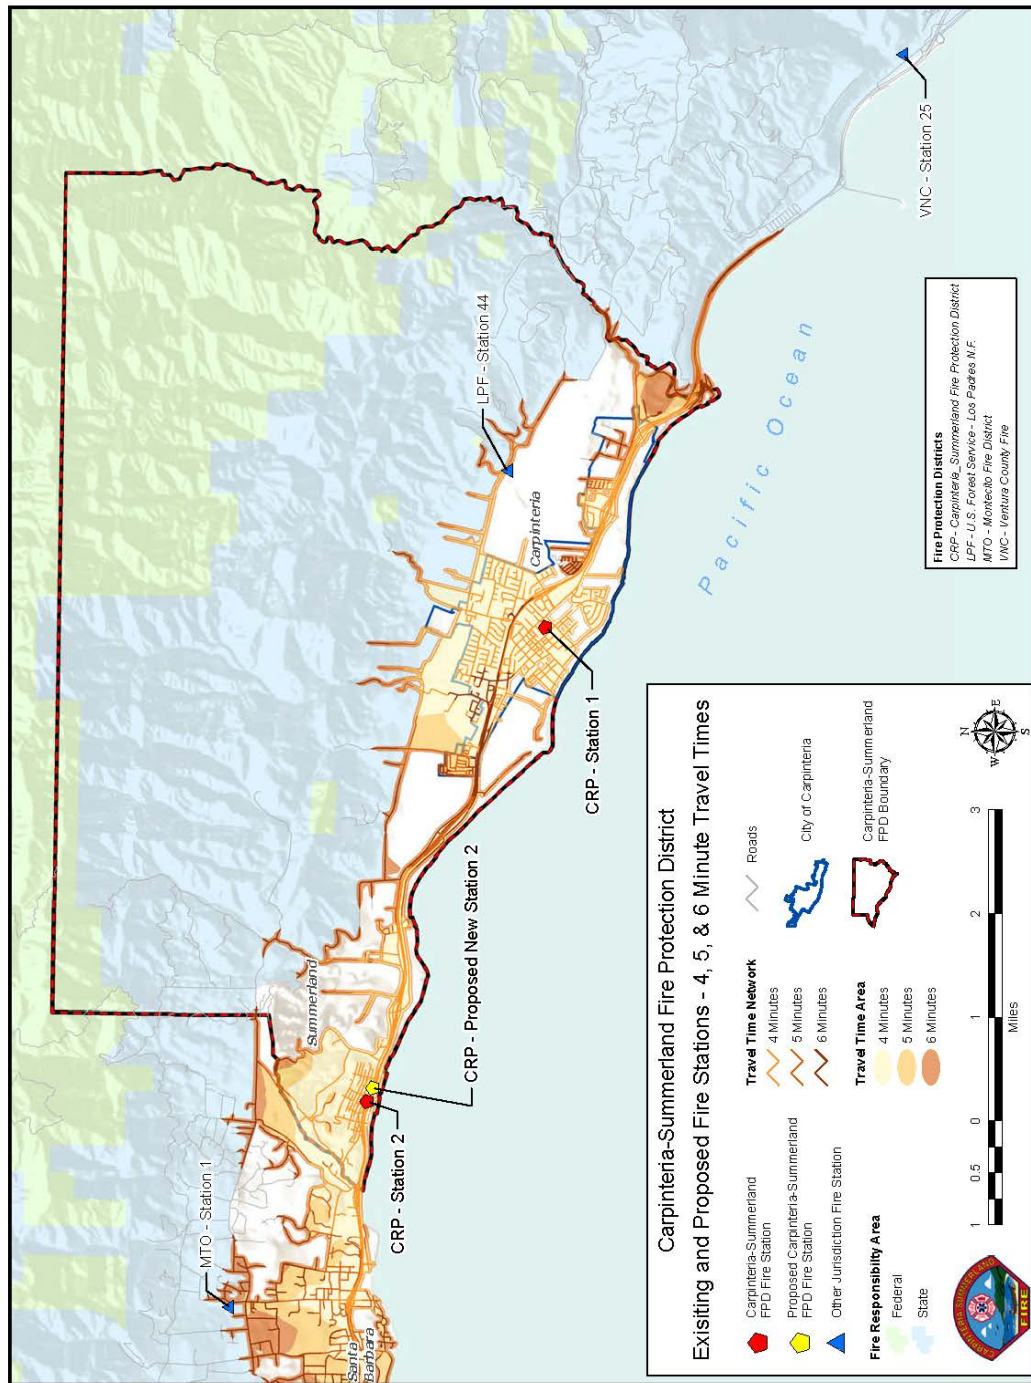 MTO - Station 1
Summerland
Santa
Barbara
CRP - Station 2
CRP - Proposed New Station 2
LPF - Station 44
Carpinteria
CRP - Station 1
VNC - Station 25
Pacific Ocean
Fire Protection Districts
CRP - Carpinteria_Summerland Fire Protection District
LPF - U.S. Forest Service - Los Padres N.F.
MTO - Montecito Fire District
VNC - Ventura County Fire
Carpinteria-Summerland Fire Protection District
Exisiting and Proposed Fire Stations - 4, 5, & 6 Minute Travel Times
Carpinteria-Summerland
FPD Fire Station
Proposed Carpinteria-Summerland
FPD Fire Station
Other Jurisdiction Fire Station
Fire Responsibilty Area
Federal
State
Travel Time Network
4 Minutes
5 Minutes
6 Minutes
Travel Time Area
4 Minutes
5 Minutes
6 Minutes
Roads
City of Carpinteria
Carpinteria-Summerland
FPD Boundary
CARPINTERIA-SUMMERLAND
FIRE
1 0.5 0 1 2 3
Miles
N
W E
S